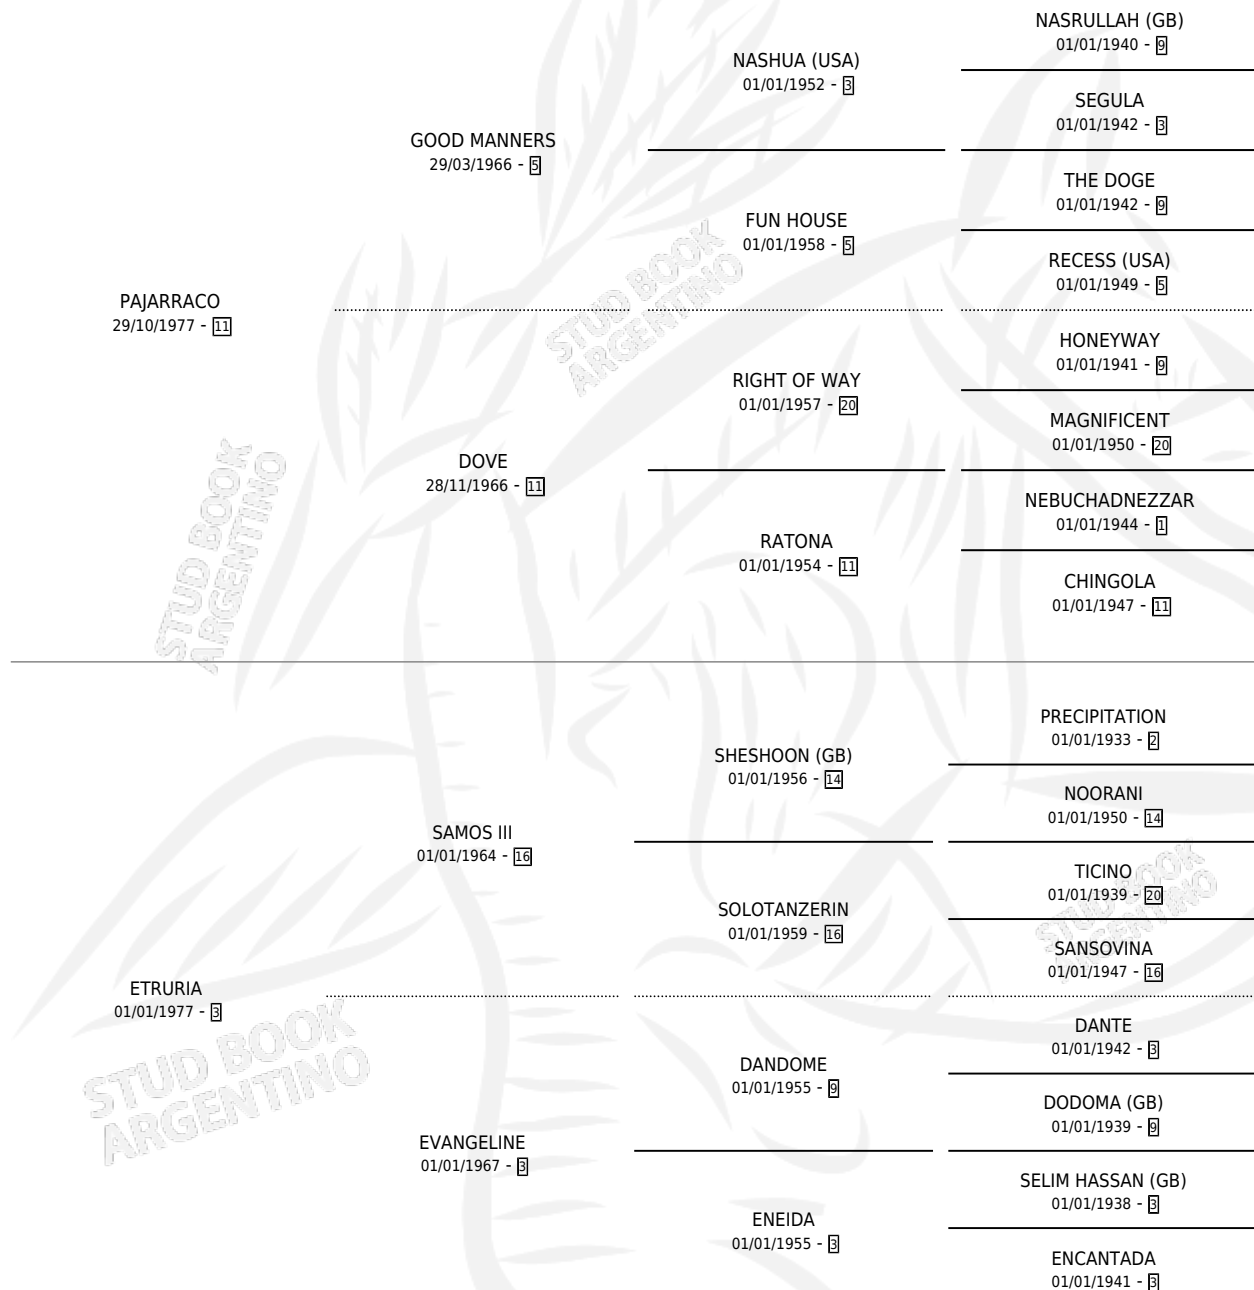 NASRULLAH (GB)
01/01/1940 - 9
NASHUA (USA)
01/01/1952 - 3
SEGULA
01/01/1942 - 3
GOOD MANNERS
29/03/1966 - 5
THE DOGE
01/01/1942 - 9
FUN HOUSE
01/01/1958 - 5
RECESS (USA)
01/01/1949 - 5
PAJARRACO
29/10/1977 - 11
HONEYWAY
01/01/1941 - 9
RIGHT OF WAY
01/01/1957 - 20
MAGNIFICENT
01/01/1950 - 20
DOVE
28/11/1966 - 11
NEBUCHADNEZZAR
01/01/1944 - 1
RATONA
01/01/1954 - 11
CHINGOLA
01/01/1947 - 11
PRECIPITATION
01/01/1933 - 2
SHESHOON (GB)
01/01/1956 - 14
NOORANI
01/01/1950 - 14
SAMOS III
01/01/1964 - 16
TICINO
01/01/1939 - 20
SOLOTANZERIN
01/01/1959 - 16
SANSOVINA
01/01/1947 - 16
ETRURIA
01/01/1977 - 3
DANTE
01/01/1942 - 3
DANDOME
01/01/1955 - 9
DODOMA (GB)
01/01/1939 - 9
EVANGELINE
01/01/1967 - 3
SELIM HASSAN (GB)
01/01/1938 - 3
ENEIDA
01/01/1955 - 3
ENCANTADA
01/01/1941 - 3
STUD BOOK
ARGENTINO
STUD BOOK
ARGENTINO
STUD BOOK
ARGENTINO
STUD BOOK
ARGENTINO